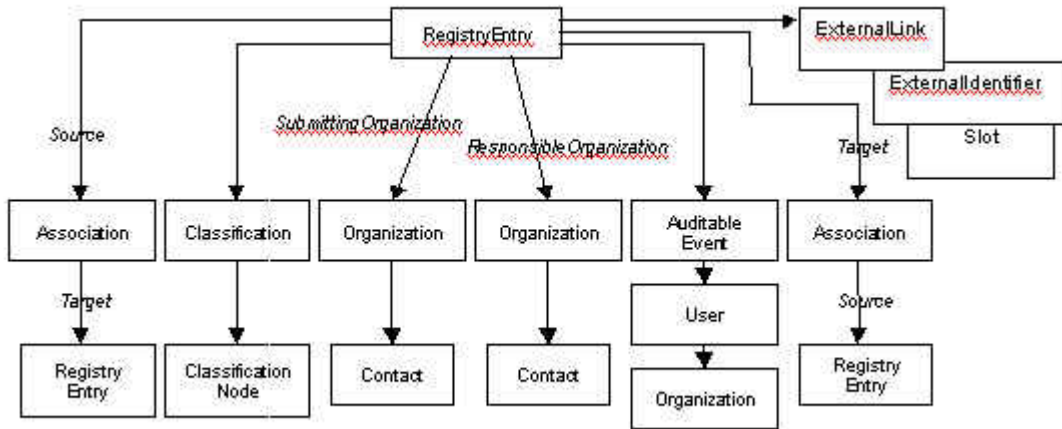 RegistryEntry
ExternalLink
ExternalIdentifier
Slot
Source
Submitting Organization
Responsible Organization
Target
Association
Classification
Organization
Organization
Auditable
Event
Association
Target
User
Source
Registry
Entry
Classification
Node
Contact
Contact
Organization
Registry
Entry